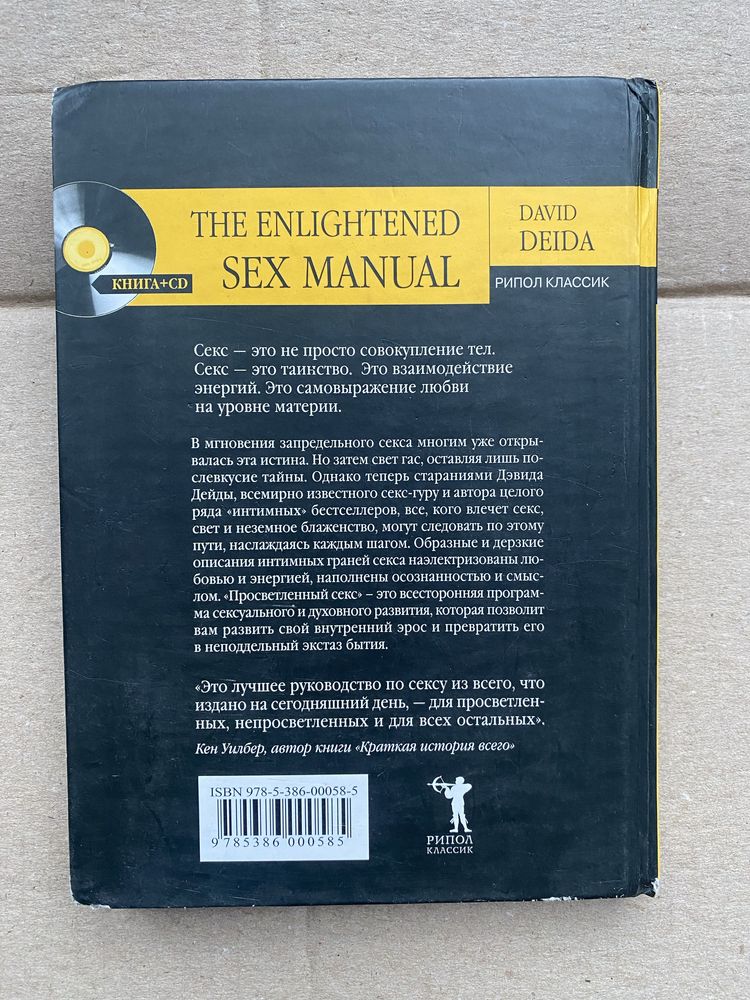 THE ENLIGHTENED
SEX MANUAL
DAVID
DEIDA
КНИГА+CD
РИПОЛ КЛАССИК
Секс — это не просто совокупление тел.
Секс — это таинство. Это взаимодействие
энергий. Это самовыражение любви
на уровне материи.
В мгновения запредельного секса многим уже откры-
валась эта истина. Но затем свет гас, оставляя лишь по-
слевкусие тайны. Однако теперь стараниями Дэвида
Дейды, всемирно известного секс-гуру и автора целого
ряда «интимных» бестселлеров, все, кого влечет секс,
свет и неземное блаженство, могут следовать по этому
пути, наслаждаясь каждым шагом. Образные и дерзкие
описания интимных граней секса наэлектризованы лю-
бовью и энергией, наполнены осознанностью и смыс-
лом. «Просветленный секс» – это всесторонняя програм-
ма сексуального и духовного развития, которая позволит
вам развить свой внутренний эрос и превратить его
в неподдельный экстаз бытия.
«Это лучшее руководство по сексу из всего, что
издано на сегодняшний день, — для просветлен-
ных, непросветленных и для всех остальных».
Кен Уилбер, автор книги «Краткая история всего»
ISBN 978-5-386-00058-5
9 785386 000585
РИПОЛ
КЛАССИК